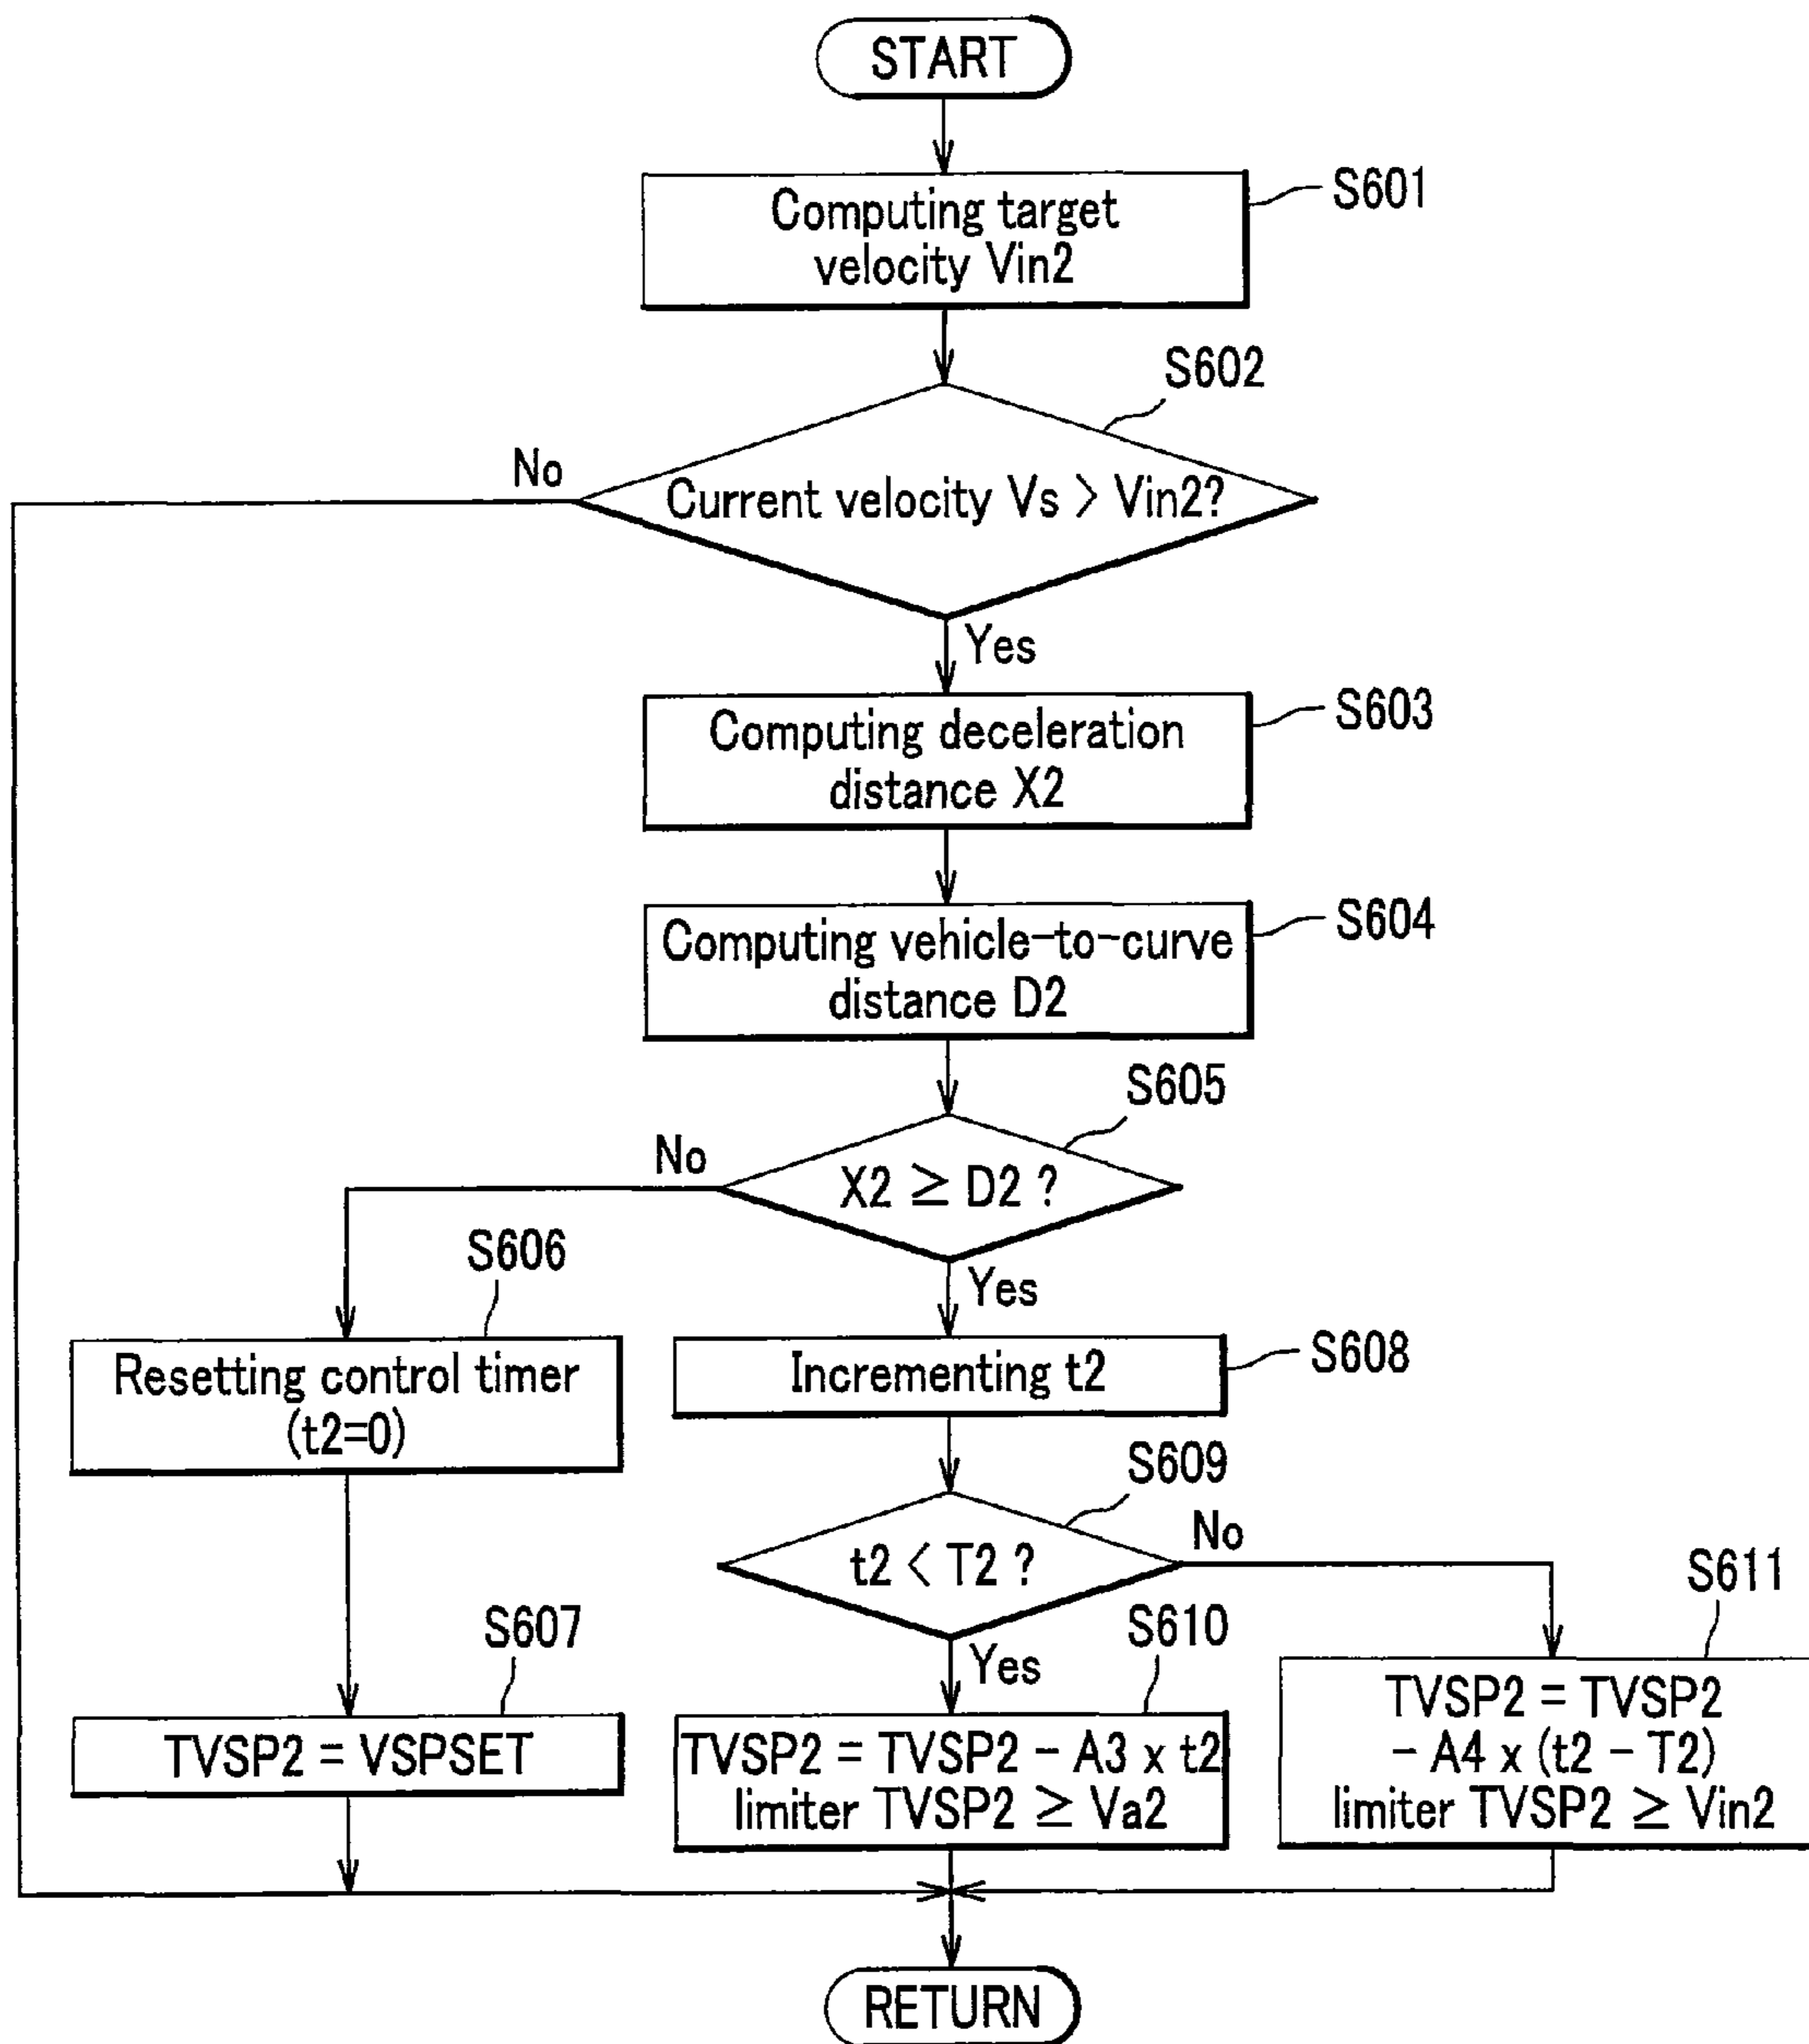 START
S601
Computing target
velocity Vin2
S602
No
Current velocity Vs > Vin2?
Yes
S603
Computing deceleration
distance X2
S604
Computing vehicle-to-curve
distance D2
S605
No
X2 ≥ D2 ?
S606
Yes
Resetting control timer
(t2=0)
S608
Incrementing t2
S609
No
t2 < T2 ?
S611
S607
S610
Yes
TVSP2 = VSPSET
TVSP2 = TVSP2 - A3 x t2
limiter TVSP2 ≥ Va2
TVSP2 = TVSP2
- A4 x (t2 - T2)
limiter TVSP2 ≥ Vin2
RETURN